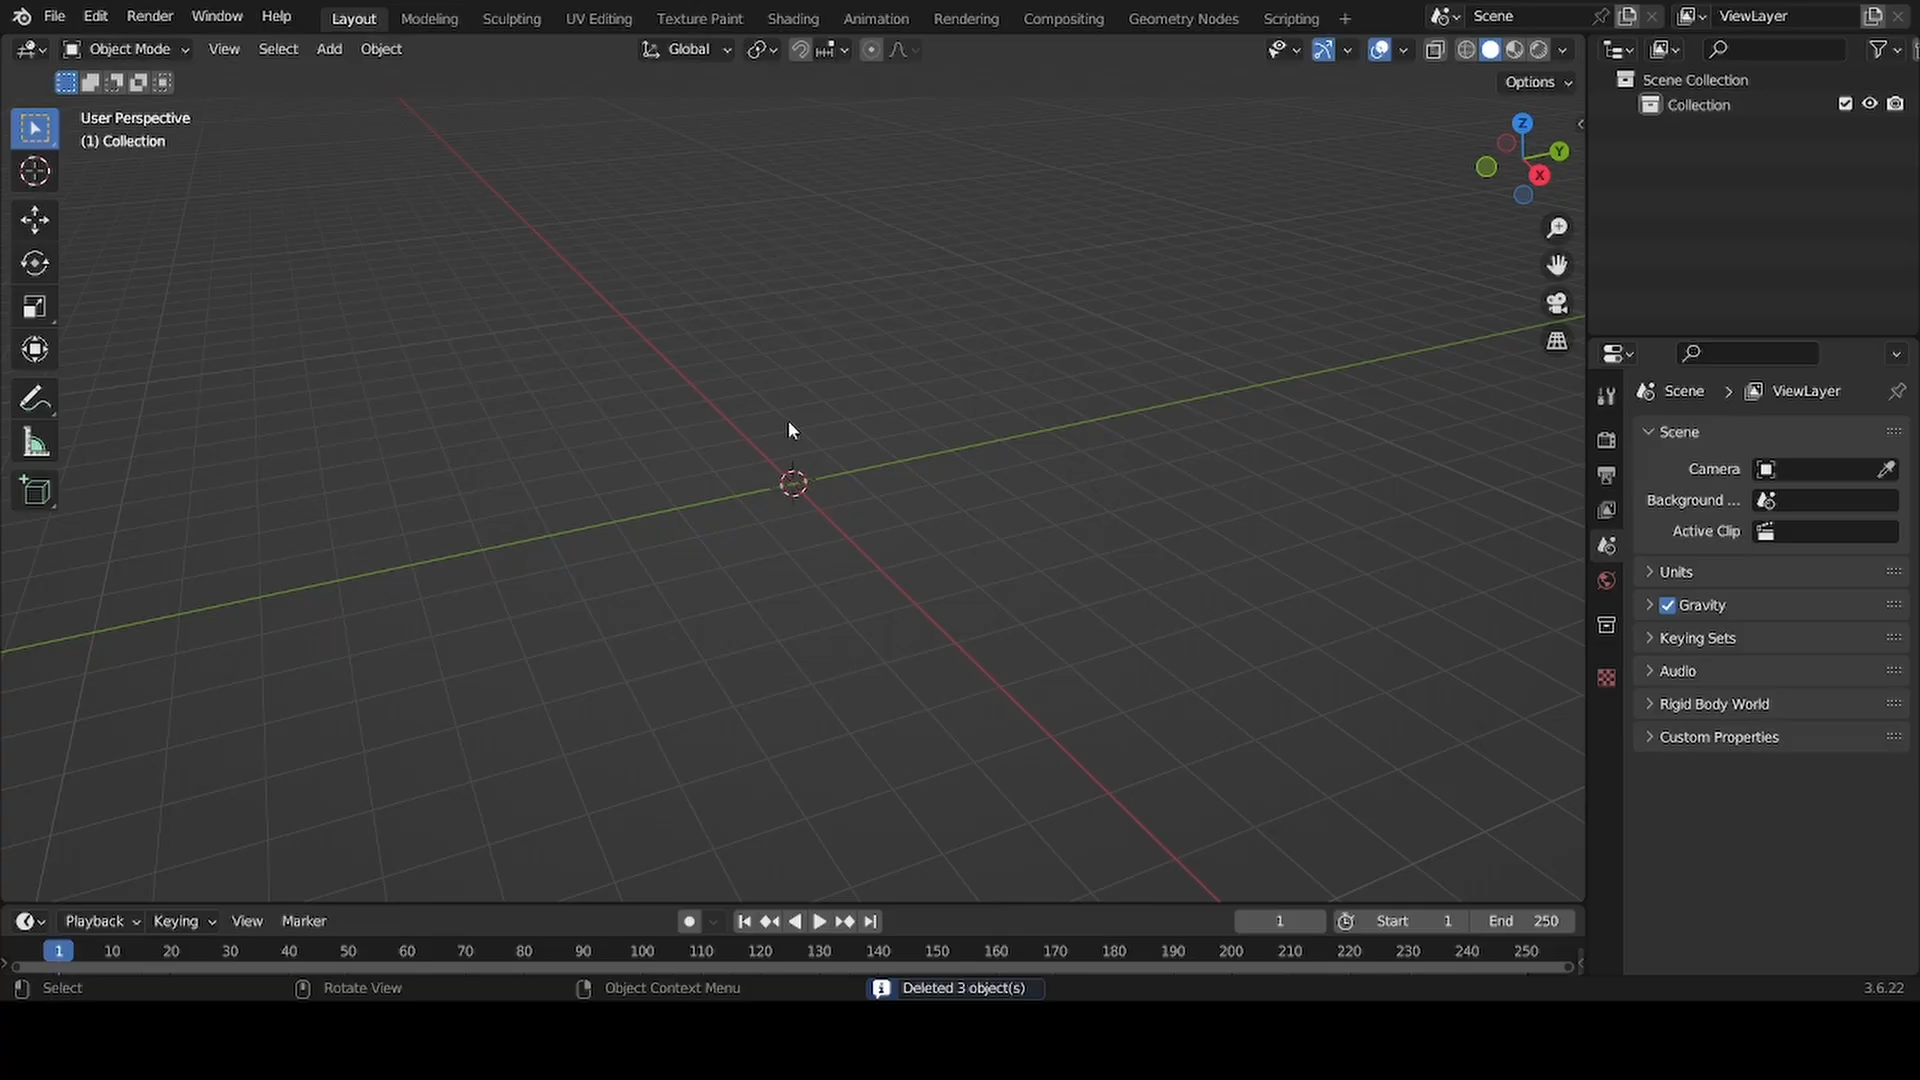 File Edit Render Window Help Layout Modeling Sculpting UV Editing Texture Paint Shading Animation Rendering Compositing Geometry Nodes Scripting + Scene ViewLayer
Object Mode View Select Add Object Global
Options
User Perspective
(1) Collection
Z
Y
X
Scene Collection
Collection
Scene > ViewLayer
Scene
Camera
Background ...
Active Clip
Units
Gravity
Keying Sets
Audio
Rigid Body World
Custom Properties
Playback Keying View Marker 1 Start 1 End 250
1 10 20 30 40 50 60 70 80 90 100 110 120 130 140 150 160 170 180 190 200 210 220 230 240 250
Select Rotate View Object Context Menu Deleted 3 object(s) 3.6.22